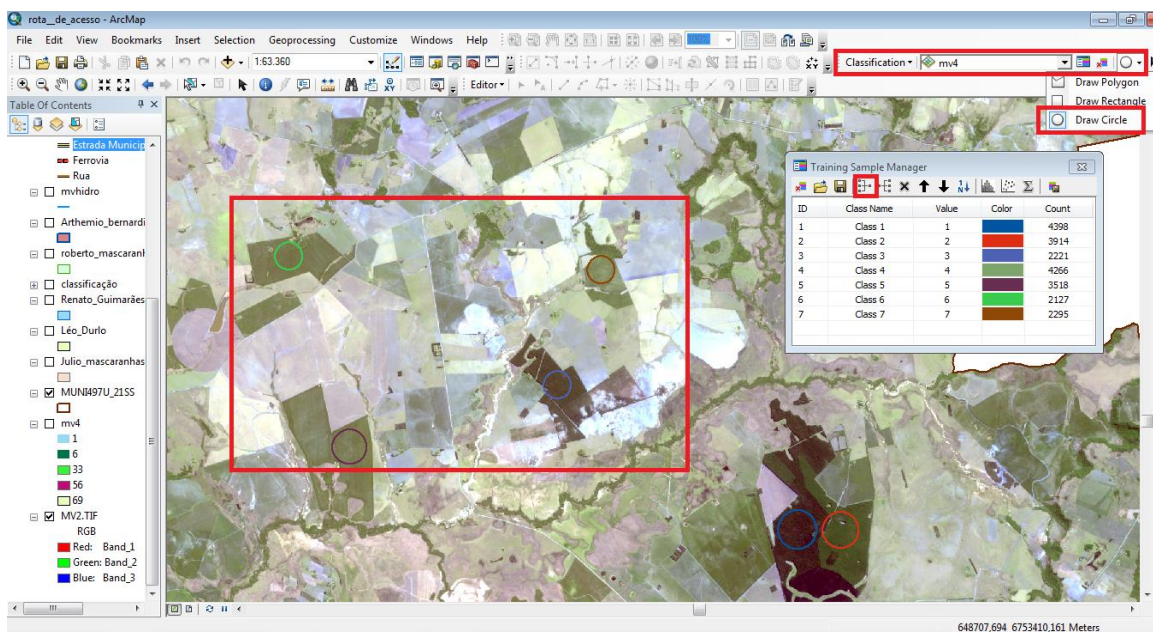 rota__de_acesso - ArcMap
File Edit View Bookmarks Insert Selection Geoprocessing Customize Windows Help
1:63.360
Classification
mv4
Editor
Draw Polygon
Draw Rectangle
Draw Circle
Table Of Contents
Estrada Municip
Ferrovia
Rua
mvhidro
Arthemio_bernardi
roberto_mascaranh
classificação
Renato_Guimarães
Léo_Durlo
Julio_mascaranhas
MUNI497U_21SS
mv4
1
6
33
56
69
MV2.TIF
RGB
Red: Band_1
Green: Band_2
Blue: Band_3
Training Sample Manager
ID Class Name Value Color Count
1 Class 1 1 4398
2 Class 2 2 3914
3 Class 3 3 2221
4 Class 4 4 4266
5 Class 5 5 3518
6 Class 6 6 2127
7 Class 7 7 2295
648707,694 6753410,161 Meters